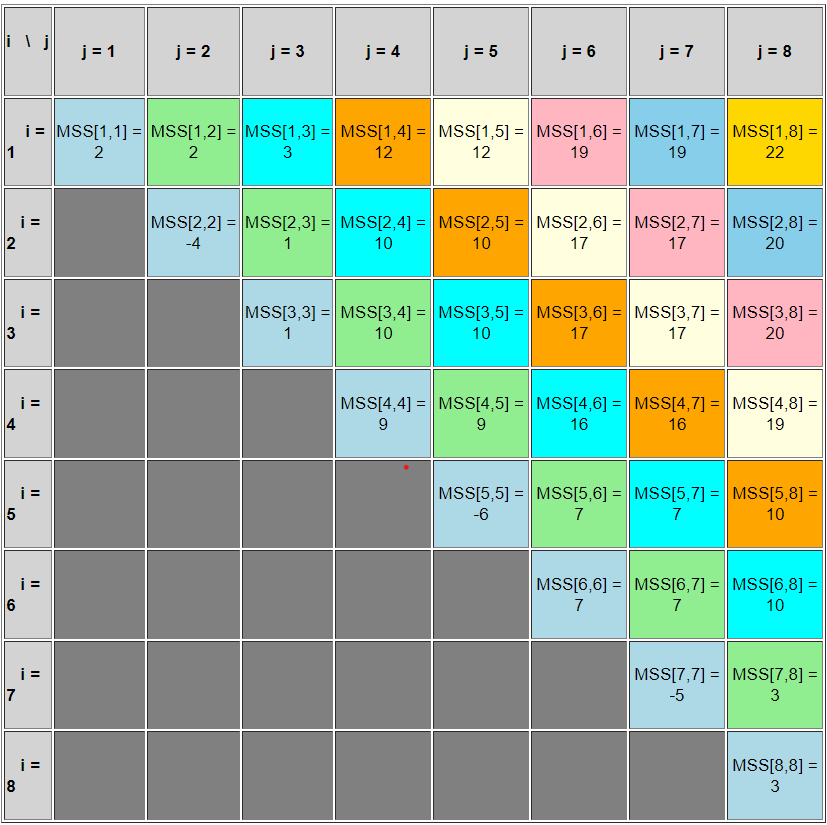 i \ j j = 1 j = 2 j = 3 j = 4 j = 5 j = 6 j = 7 j = 8
i = MSS[1,1] = MSS[1,2] = MSS[1,3] = MSS[1,4] = MSS[1,5] = MSS[1,6] = MSS[1,7] = MSS[1,8] =
1 2 2 3 12 12 19 19 22
i = MSS[2,2] = MSS[2,3] = MSS[2,4] = MSS[2,5] = MSS[2,6] = MSS[2,7] = MSS[2,8] =
2 -4 1 10 10 17 17 20
i = MSS[3,3] = MSS[3,4] = MSS[3,5] = MSS[3,6] = MSS[3,7] = MSS[3,8] =
3 1 10 10 17 17 20
i = MSS[4,4] = MSS[4,5] = MSS[4,6] = MSS[4,7] = MSS[4,8] =
4 9 9 16 16 19
i = MSS[5,5] = MSS[5,6] = MSS[5,7] = MSS[5,8] =
5 -6 7 7 10
i = MSS[6,6] = MSS[6,7] = MSS[6,8] =
6 7 7 10
i = MSS[7,7] = MSS[7,8] =
7 -5 3
i = MSS[8,8] =
8 3